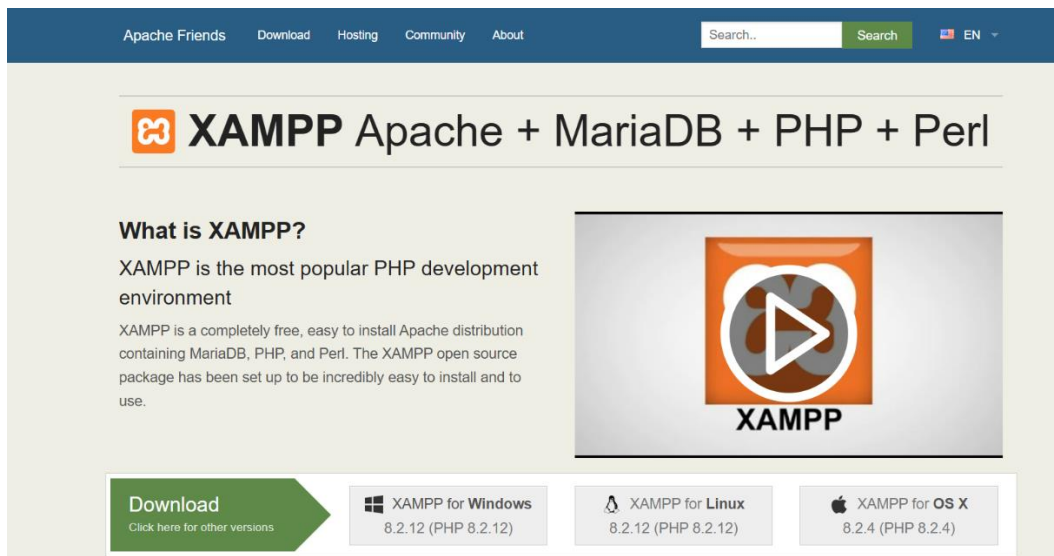 Apache Friends Download Hosting Community About Search.. Search EN
XAMPP Apache + MariaDB + PHP + Perl
What is XAMPP?
XAMPP is the most popular PHP development
environment
XAMPP is a completely free, easy to install Apache distribution
containing MariaDB, PHP, and Perl. The XAMPP open source
package has been set up to be incredibly easy to install and to
use.
XAMPP
Download
Click here for other versions
XAMPP for Windows
8.2.12 (PHP 8.2.12)
XAMPP for Linux
8.2.12 (PHP 8.2.12)
XAMPP for OS X
8.2.4 (PHP 8.2.4)